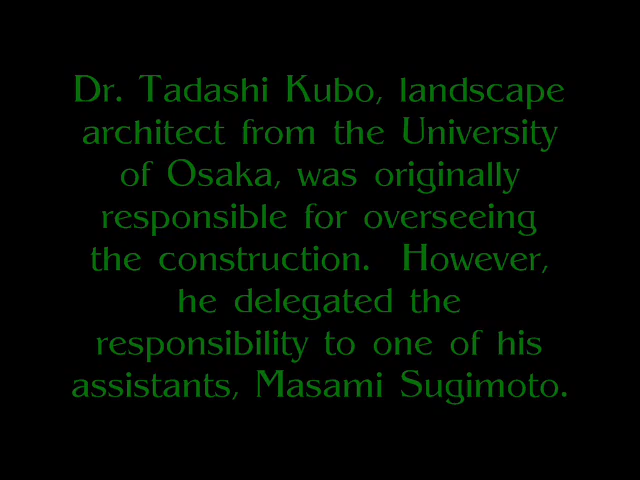 Dr. Tadashi Kubo, landscape
architect from the University
of Osaka, was originally
responsible for overseeing
the construction.  However,
he delegated the
responsibility to one of his
assistants, Masami Sugimoto.